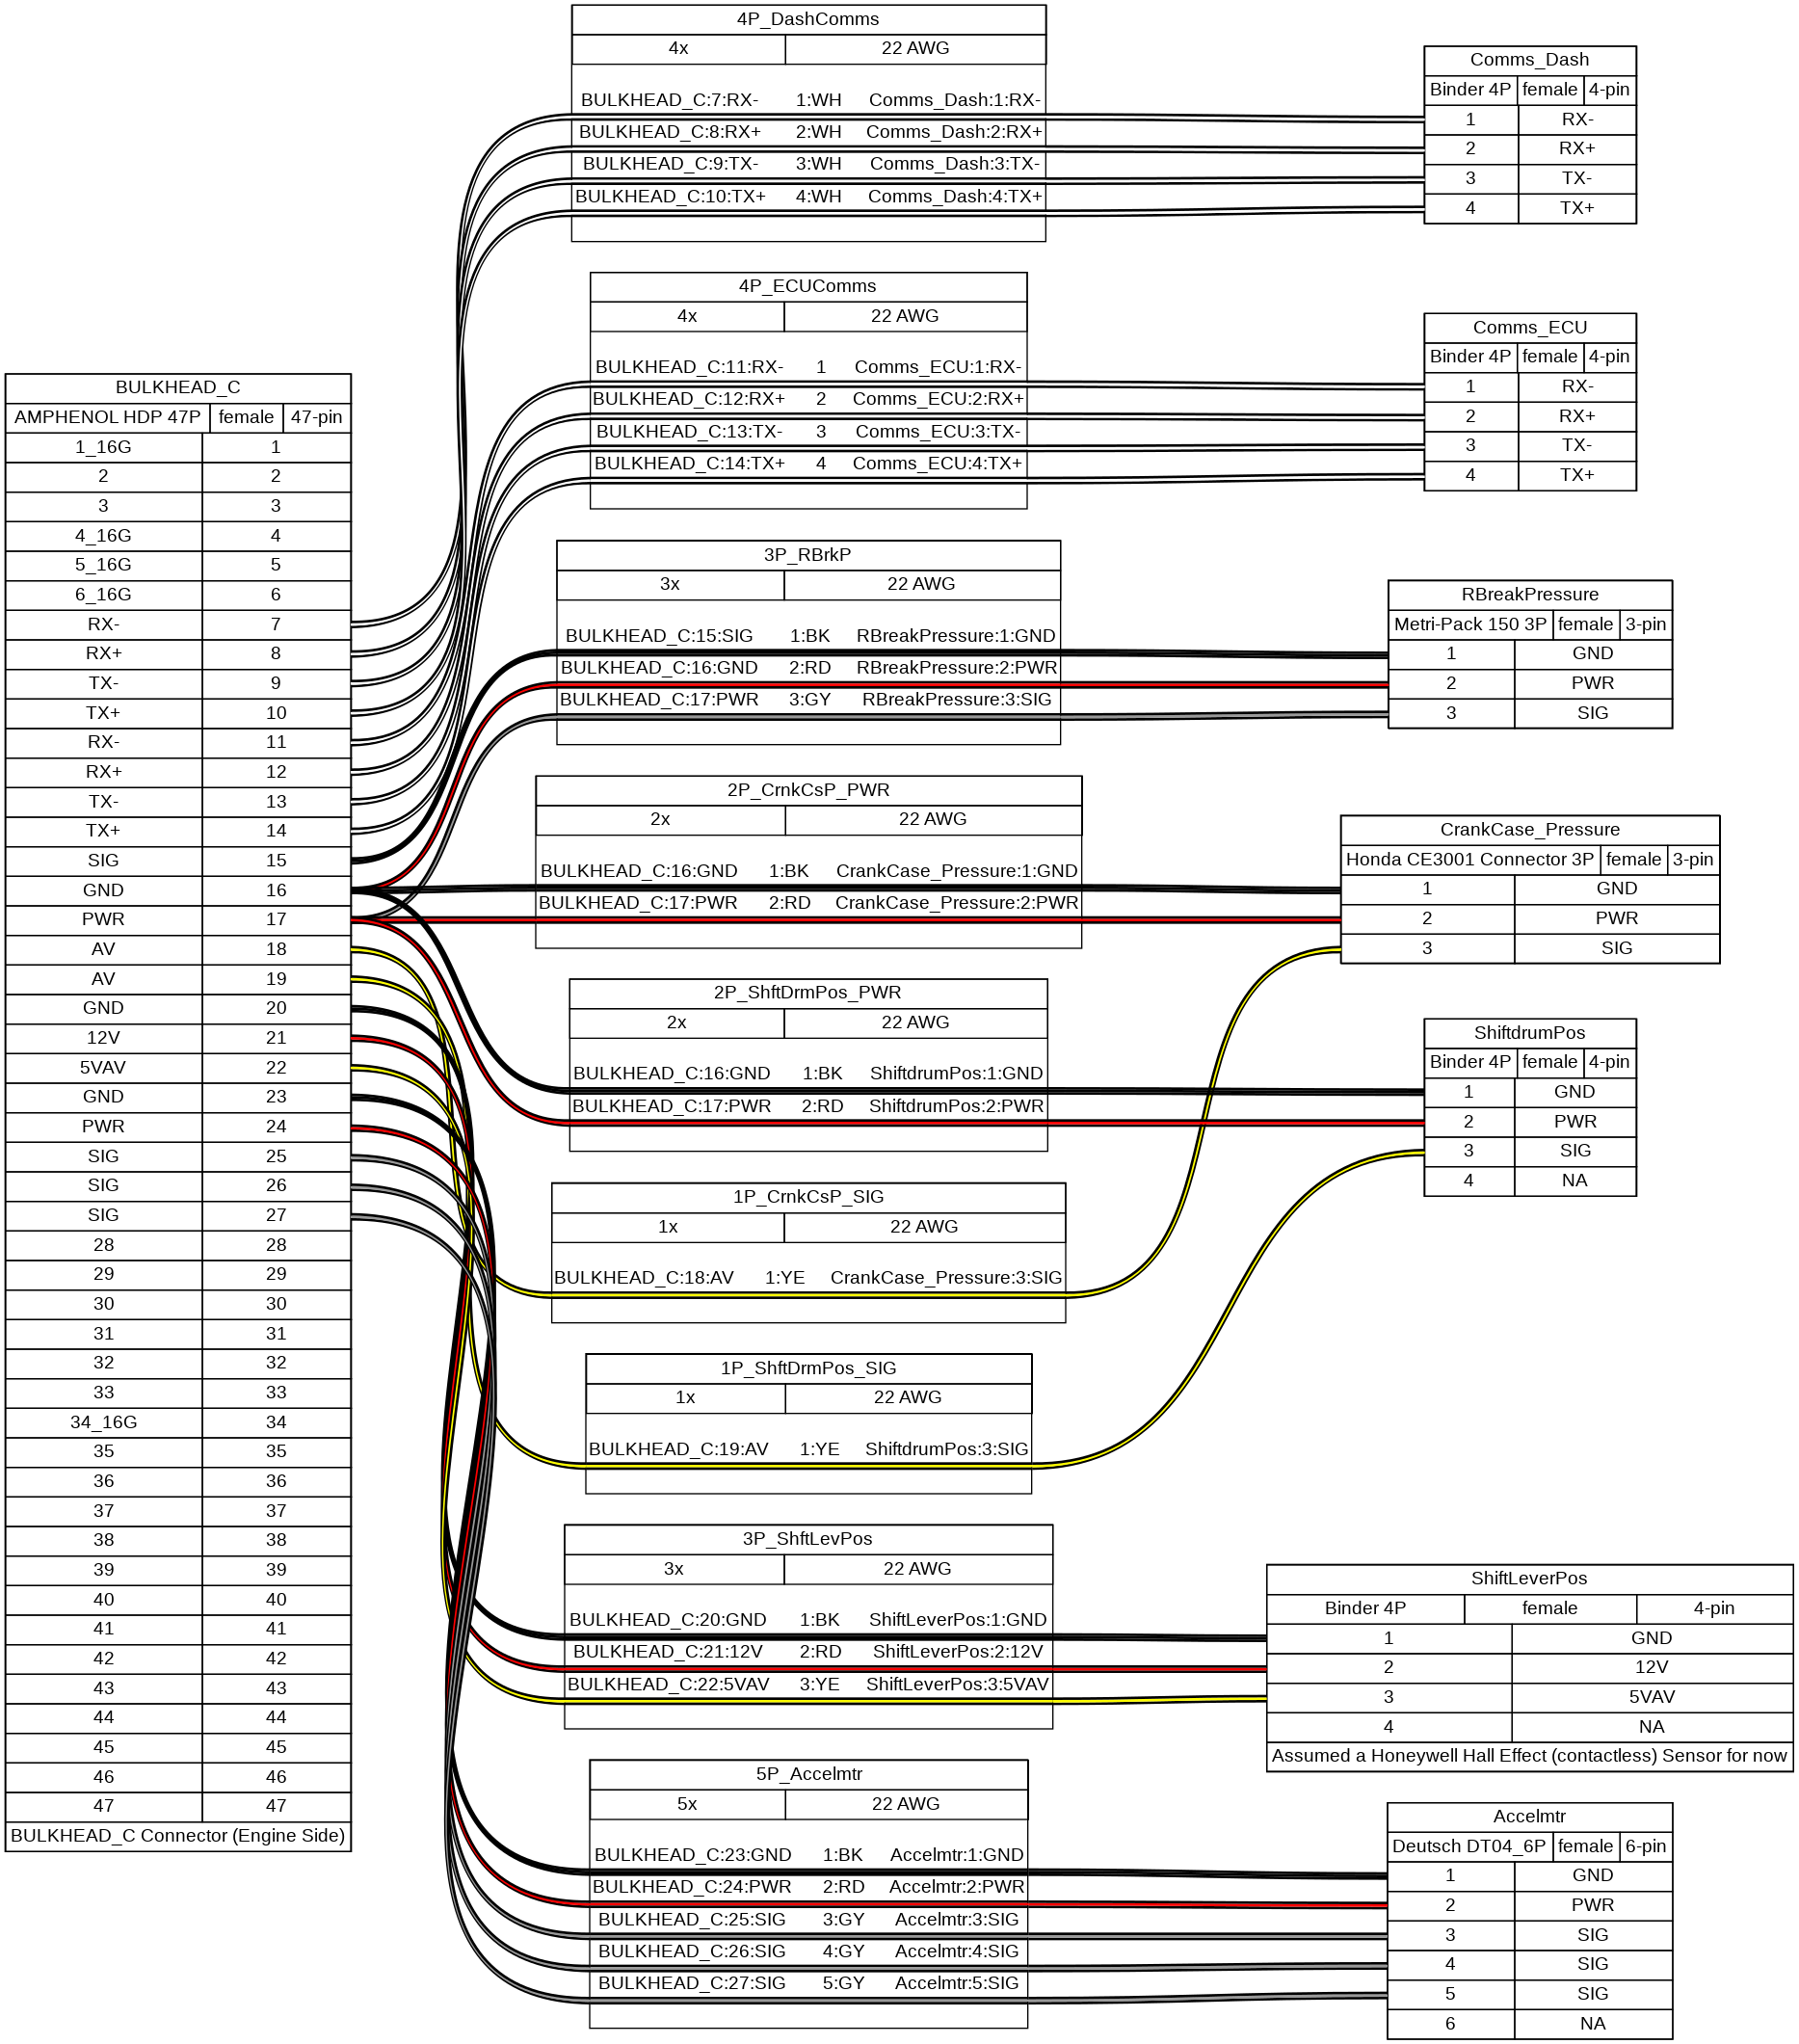 BULKHEAD_C
AMPHENOL HDP 47P female 47-pin
1_16G 1
2 2
3 3
4_16G 4
5_16G 5
6_16G 6
RX- 7
RX+ 8
TX- 9
TX+ 10
RX- 11
RX+ 12
TX- 13
TX+ 14
SIG 15
GND 16
PWR 17
AV 18
AV 19
GND 20
12V 21
5VAV 22
GND 23
PWR 24
SIG 25
SIG 26
SIG 27
28 28
29 29
30 30
31 31
32 32
33 33
34_16G 34
35 35
36 36
37 37
38 38
39 39
40 40
41 41
42 42
43 43
44 44
45 45
46 46
47 47
BULKHEAD_C Connector (Engine Side)
4P_DashComms
4x 22 AWG
BULKHEAD_C:7:RX- 1:WH Comms_Dash:1:RX-
BULKHEAD_C:8:RX+ 2:WH Comms_Dash:2:RX+
BULKHEAD_C:9:TX- 3:WH Comms_Dash:3:TX-
BULKHEAD_C:10:TX+ 4:WH Comms_Dash:4:TX+
4P_ECUComms
4x 22 AWG
BULKHEAD_C:11:RX- 1 Comms_ECU:1:RX-
BULKHEAD_C:12:RX+ 2 Comms_ECU:2:RX+
BULKHEAD_C:13:TX- 3 Comms_ECU:3:TX-
BULKHEAD_C:14:TX+ 4 Comms_ECU:4:TX+
3P_RBrkP
3x 22 AWG
BULKHEAD_C:15:SIG 1:BK RBreakPressure:1:GND
BULKHEAD_C:16:GND 2:RD RBreakPressure:2:PWR
BULKHEAD_C:17:PWR 3:GY RBreakPressure:3:SIG
2P_CrnkCsP_PWR
2x 22 AWG
BULKHEAD_C:16:GND 1:BK CrankCase_Pressure:1:GND
BULKHEAD_C:17:PWR 2:RD CrankCase_Pressure:2:PWR
2P_ShftDrmPos_PWR
2x 22 AWG
BULKHEAD_C:16:GND 1:BK ShiftdrumPos:1:GND
BULKHEAD_C:17:PWR 2:RD ShiftdrumPos:2:PWR
1P_CrnkCsP_SIG
1x 22 AWG
BULKHEAD_C:18:AV 1:YE CrankCase_Pressure:3:SIG
1P_ShftDrmPos_SIG
1x 22 AWG
BULKHEAD_C:19:AV 1:YE ShiftdrumPos:3:SIG
3P_ShftLevPos
3x 22 AWG
BULKHEAD_C:20:GND 1:BK ShiftLeverPos:1:GND
BULKHEAD_C:21:12V 2:RD ShiftLeverPos:2:12V
BULKHEAD_C:22:5VAV 3:YE ShiftLeverPos:3:5VAV
5P_Accelmtr
5x 22 AWG
BULKHEAD_C:23:GND 1:BK Accelmtr:1:GND
BULKHEAD_C:24:PWR 2:RD Accelmtr:2:PWR
BULKHEAD_C:25:SIG 3:GY Accelmtr:3:SIG
BULKHEAD_C:26:SIG 4:GY Accelmtr:4:SIG
BULKHEAD_C:27:SIG 5:GY Accelmtr:5:SIG
Comms_Dash
Binder 4P female 4-pin
1 RX-
2 RX+
3 TX-
4 TX+
Comms_ECU
Binder 4P female 4-pin
1 RX-
2 RX+
3 TX-
4 TX+
RBreakPressure
Metri-Pack 150 3P female 3-pin
1 GND
2 PWR
3 SIG
CrankCase_Pressure
Honda CE3001 Connector 3P female 3-pin
1 GND
2 PWR
3 SIG
ShiftdrumPos
Binder 4P female 4-pin
1 GND
2 PWR
3 SIG
4 NA
ShiftLeverPos
Binder 4P female 4-pin
1 GND
2 12V
3 5VAV
4 NA
Assumed a Honeywell Hall Effect (contactless) Sensor for now
Accelmtr
Deutsch DT04_6P female 6-pin
1 GND
2 PWR
3 SIG
4 SIG
5 SIG
6 NA